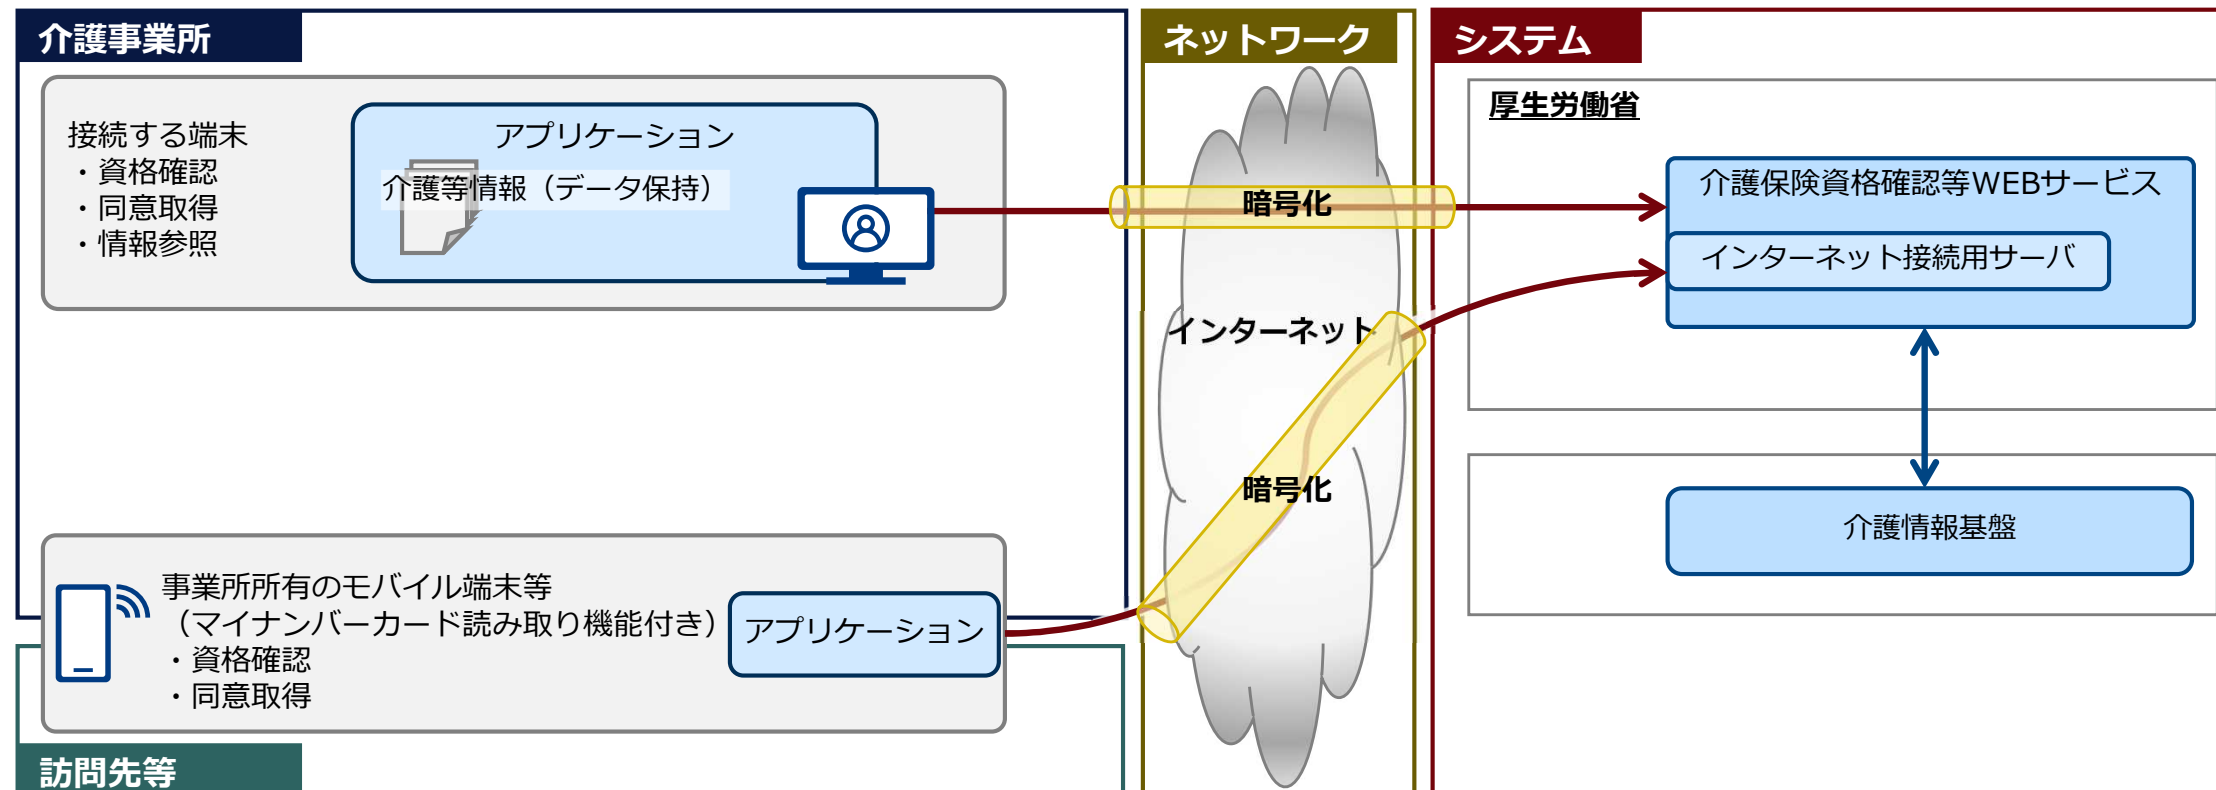 介護事業所
接続する端末
・資格確認
・同意取得
・情報参照
アプリケーション
介護等情報（データ保持）
事業所所有のモバイル端末等
（マイナンバーカード読み取り機能付き）
・資格確認
・同意取得
アプリケーション
訪問先等
ネットワーク
暗号化
インターネット
暗号化
システム
厚生労働省
介護保険資格確認等WEBサービス
インターネット接続用サーバ
介護情報基盤